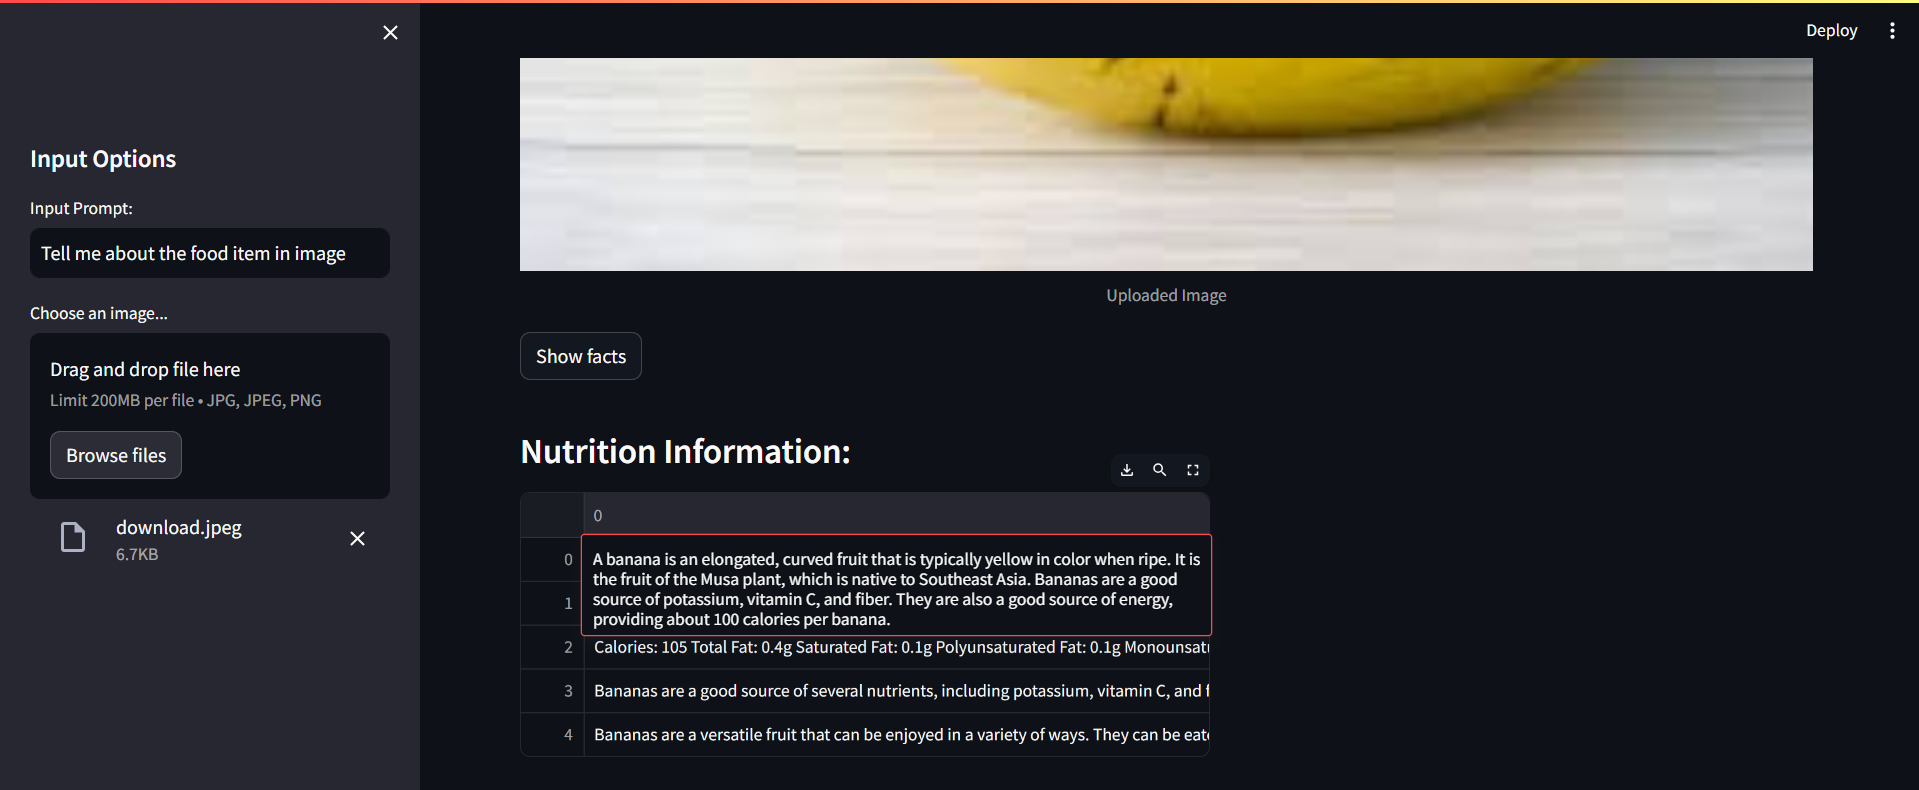 Deploy
Input Options
Input Prompt:
Tell me about the food item in image
Choose an image...
Drag and drop file here
Limit 200MB per file • JPG, JPEG, PNG
Browse files
download.jpeg
6.7KB
Uploaded Image
Show facts
Nutrition Information:
0
0
A banana is an elongated, curved fruit that is typically yellow in color when ripe. It is
the fruit of the Musa plant, which is native to Southeast Asia. Bananas are a good
1
source of potassium, vitamin C, and fiber. They are also a good source of energy,
providing about 100 calories per banana.
2 Calories: 105 Total Fat: 0.4g Saturated Fat: 0.1g Polyunsaturated Fat: 0.1g
3 Bananas are a good source of several nutrients, including potassium, vitamin C, and
4 Bananas are a versatile fruit that can be enjoyed in a variety of ways. They can be